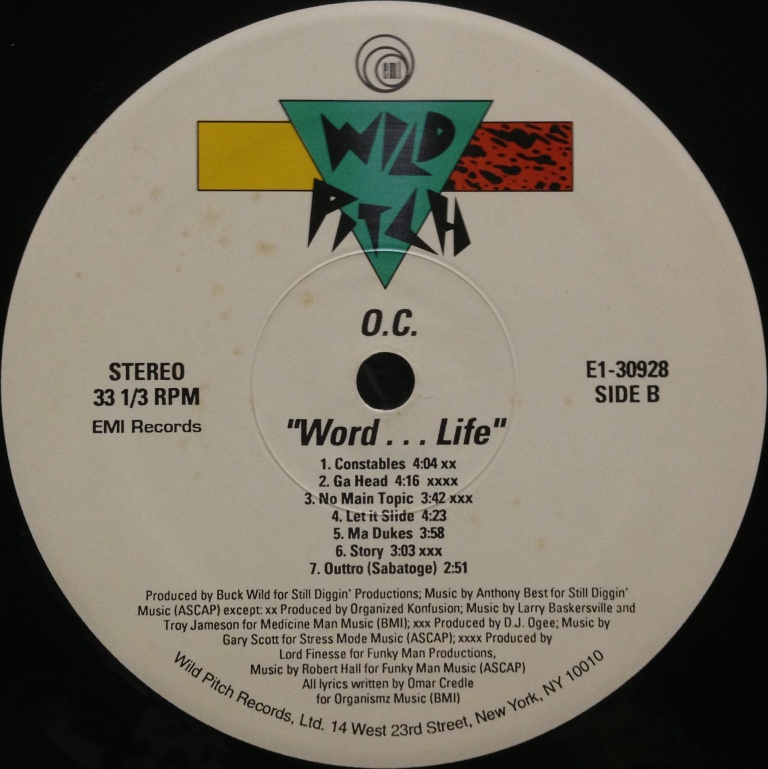 emi
WILD
PITCH
O.C.
STEREO
33 1/3 RPM
EMI Records
E1-30928
SIDE B
"Word . . . Life"
1. Constables 4:04 xx
2. Ga Head 4:16 xxxx
3. No Main Topic 3:42 xxx
4. Let it Slide 4:23
5. Ma Dukes 3:58
6. Story 3:03 xxx
7. Outtro (Sabatoge) 2:51
Produced by Buck Wild for Still Diggin' Productions; Music by Anthony Best for Still Diggin'
Music (ASCAP) except: xx Produced by Organized Konfusion; Music by Larry Baskersville and
Troy Jameson for Medicine Man Music (BMI); xxx Produced by D.J. Ogee; Music by
Gary Scott for Stress Mode Music (ASCAP); xxxx Produced by
Lord Finesse for Funky Man Productions,
Music by Robert Hall for Funky Man Music (ASCAP)
All lyrics written by Omar Credle
for Organismz Music (BMI)
Wild Pitch Records, Ltd. 14 West 23rd Street, New York, NY 10010